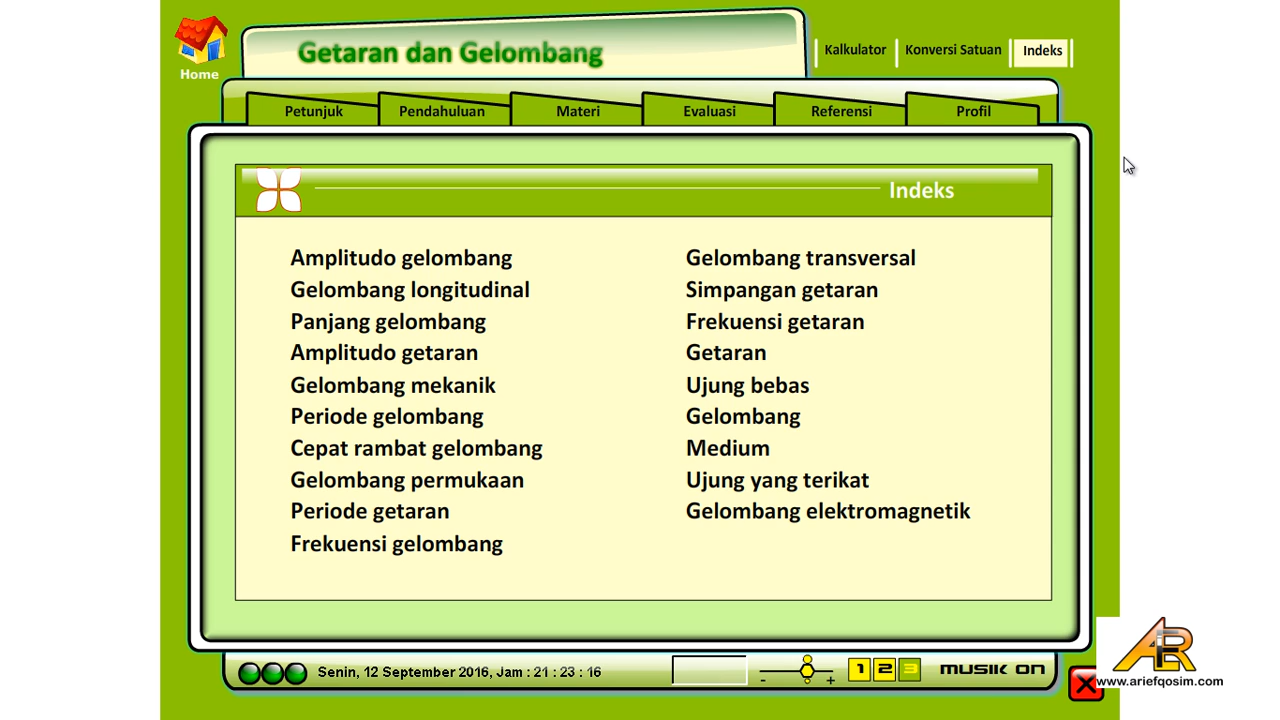 Home
Getaran dan Gelombang
Kalkulator
Konversi Satuan
Indeks
Petunjuk
Pendahuluan
Materi
Evaluasi
Referensi
Profil
Indeks
Amplitudo gelombang
Gelombang longitudinal
Panjang gelombang
Amplitudo getaran
Gelombang mekanik
Periode gelombang
Cepat rambat gelombang
Gelombang permukaan
Periode getaran
Frekuensi gelombang
Gelombang transversal
Simpangan getaran
Frekuensi getaran
Getaran
Ujung bebas
Gelombang
Medium
Ujung yang terikat
Gelombang elektromagnetik
Senin, 12 September 2016, Jam : 21 : 23 : 16
- +
1 2 3
MUSIK ON
www.ariefqosim.com